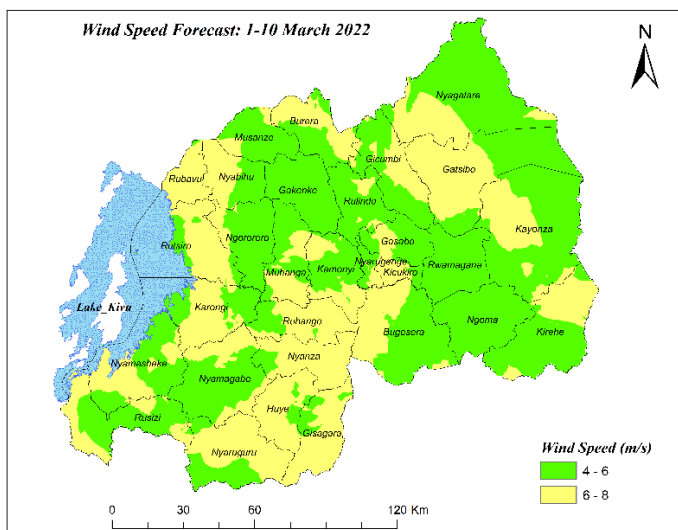 Wind Speed Forecast: 1-10 March 2022
N
Nyagatare
Burera
Musanze
Gicumbi
Gatsibo
Rubavu
Nyabihu
Gakenke
Rulindo
Kayonza
Rutsiro
Ngororero
Gasabo
Nyarugenge
Rwamagana
Muhanga
Kamonyi
Kicukiro
Lake_Kivu
Karongi
Ruhango
Bugesera
Ngoma
Kirehe
Nyamasheke
Nyanza
Nyamagabe
Rusizi
Huye
Gisagara
Nyaruguru
Wind Speed (m/s)
4 - 6
6 - 8
0 30 60 120 Km